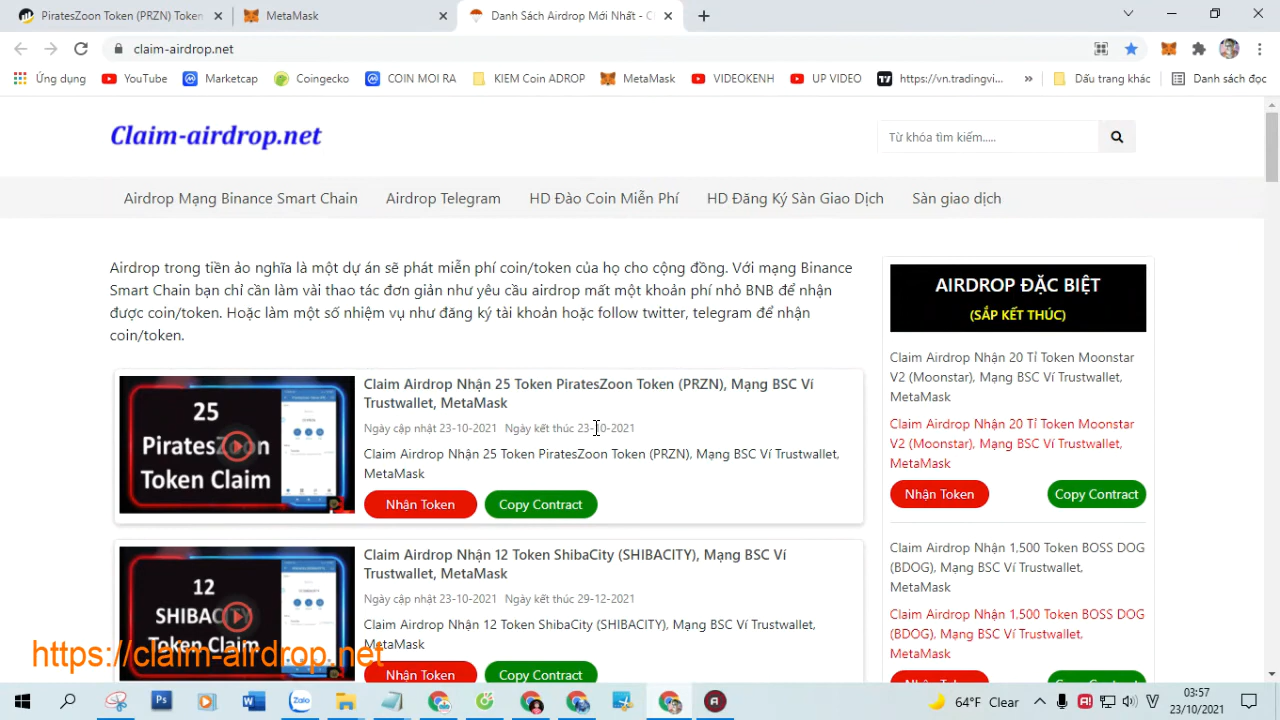 PiratesZoon Token (PRZN) Token T
MetaMask
Danh Sách Airdrop Mới Nhất - C
claim-airdrop.net
Ứng dụng
YouTube
Marketcap
Coingecko
COIN MOI RA
KIEM Coin ADROP
MetaMask
VIDEOKENH
UP VIDEO
https://vn.tradingvi...
Dấu trang khác
Danh sách đọc
Claim-airdrop.net
Từ khóa tìm kiếm.....
Airdrop Mạng Binance Smart Chain
Airdrop Telegram
HD Đào Coin Miễn Phí
HD Đăng Ký Sàn Giao Dịch
Sàn giao dịch
Airdrop trong tiền ảo nghĩa là một dự án sẽ phát miễn phí coin/token của họ cho cộng đồng. Với mạng Binance
Smart Chain bạn chỉ cần làm vài thao tác đơn giản như yêu cầu airdrop mất một khoản phí nhỏ BNB để nhận
được coin/token. Hoặc làm một số nhiệm vụ như đăng ký tài khoản hoặc follow twitter, telegram để nhận
coin/token.
25
PiratesZoon
Token Claim
Claim Airdrop Nhận 25 Token PiratesZoon Token (PRZN), Mạng BSC Ví
Trustwallet, MetaMask
Ngày cập nhật 23-10-2021 Ngày kết thúc 23-10-2021
Claim Airdrop Nhận 25 Token PiratesZoon Token (PRZN), Mạng BSC Ví Trustwallet,
MetaMask
Nhận Token
Copy Contract
12
SHIBACITY
Token Claim
Claim Airdrop Nhận 12 Token ShibaCity (SHIBACITY), Mạng BSC Ví
Trustwallet, MetaMask
Ngày cập nhật 23-10-2021 Ngày kết thúc 29-12-2021
Claim Airdrop Nhận 12 Token ShibaCity (SHIBACITY), Mạng BSC Ví Trustwallet,
MetaMask
Nhận Token
Copy Contract
AIRDROP ĐẶC BIỆT
(SẮP KẾT THÚC)
Claim Airdrop Nhận 20 Tỉ Token Moonstar
V2 (Moonstar), Mạng BSC Ví Trustwallet,
MetaMask
Claim Airdrop Nhận 20 Tỉ Token Moonstar
V2 (Moonstar), Mạng BSC Ví Trustwallet,
MetaMask
Nhận Token
Copy Contract
Claim Airdrop Nhận 1,500 Token BOSS DOG
(BDOG), Mạng BSC Ví Trustwallet,
MetaMask
Claim Airdrop Nhận 1,500 Token BOSS DOG
(BDOG), Mạng BSC Ví Trustwallet,
MetaMask
https://claim-airdrop.net
64°F Clear
03:57
23/10/2021